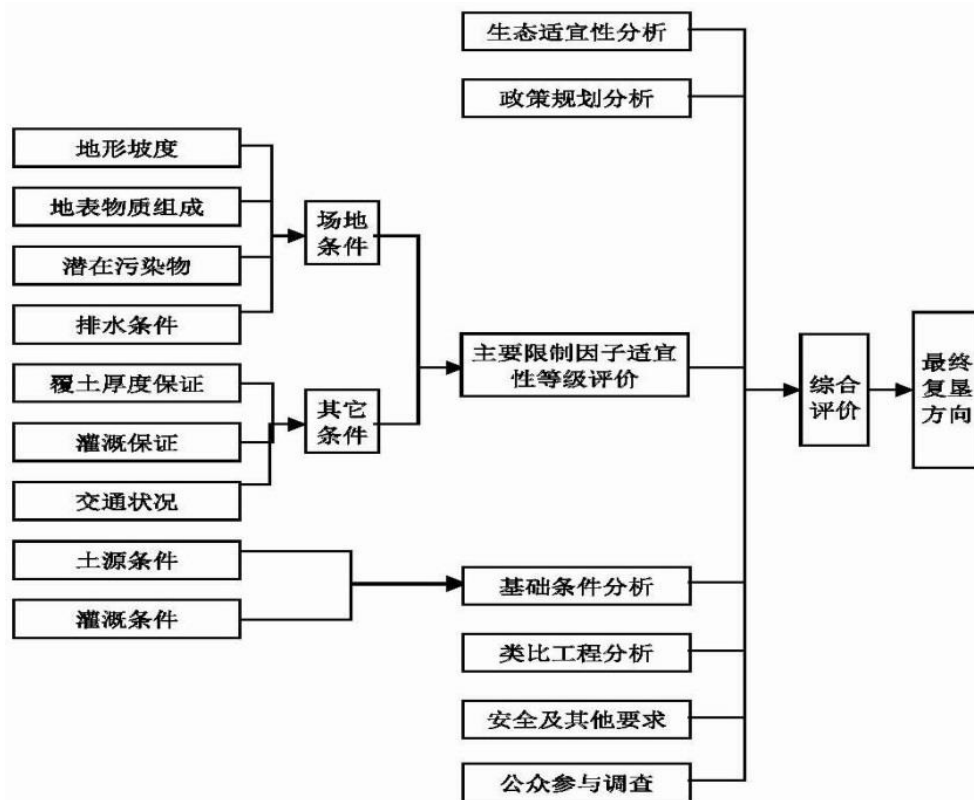 生态适宜性分析
政策规划分析
地形坡度
地表物质组成
潜在污染物
排水条件
覆土厚度保证
灌溉保证
交通状况
土源条件
灌溉条件
场地
条件
其它
条件
主要限制因子适宜
性等级评价
基础条件分析
类比工程分析
安全及其他要求
公众参与调查
综合
评价
最终
复垦
方向